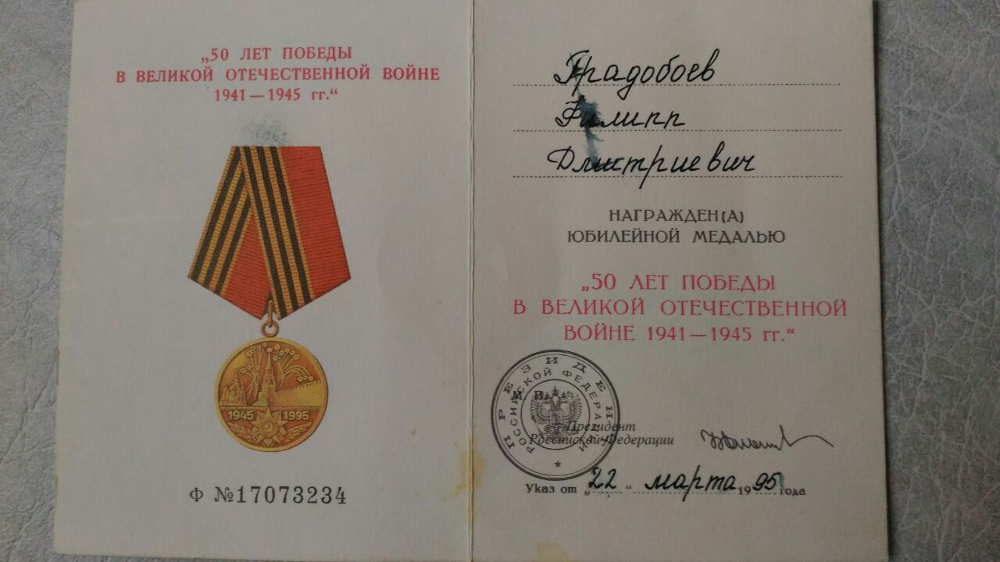 „50 ЛЕТ ПОБЕДЫ
В ВЕЛИКОЙ ОТЕЧЕСТВЕННОЙ ВОЙНЕ
1941—1945 гг.“
1945 1995
Ф №17073234
Градобоев
Филипп
Дмитриевич
НАГРАЖДЕН(А)
ЮБИЛЕЙНОЙ МЕДАЛЬЮ
„50 ЛЕТ ПОБЕДЫ
В ВЕЛИКОЙ ОТЕЧЕСТВЕННОЙ
ВОЙНЕ 1941—1945 гг.“
ПРЕЗИДЕНТ
РОССИЙСКОЙ ФЕДЕРАЦИИ
М. П.
Президент
Российской Федерации
Указ от „22“ марта 1995 года